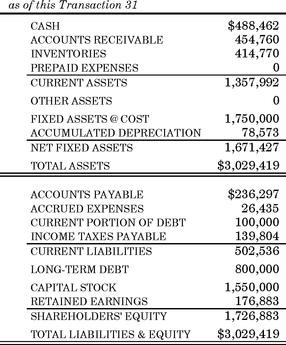 as of this Transaction 31
CASH $488,462
ACCOUNTS RECEIVABLE 454,760
INVENTORIES 414,770
PREPAID EXPENSES 0
CURRENT ASSETS 1,357,992
OTHER ASSETS 0
FIXED ASSETS @ COST 1,750,000
ACCUMULATED DEPRECIATION 78,573
NET FIXED ASSETS 1,671,427
TOTAL ASSETS $3,029,419
ACCOUNTS PAYABLE $236,297
ACCRUED EXPENSES 26,435
CURRENT PORTION OF DEBT 100,000
INCOME TAXES PAYABLE 139,804
CURRENT LIABILITIES 502,536
LONG-TERM DEBT 800,000
CAPITAL STOCK 1,550,000
RETAINED EARNINGS 176,883
SHAREHOLDERS' EQUITY 1,726,883
TOTAL LIABILITIES & EQUITY $3,029,419